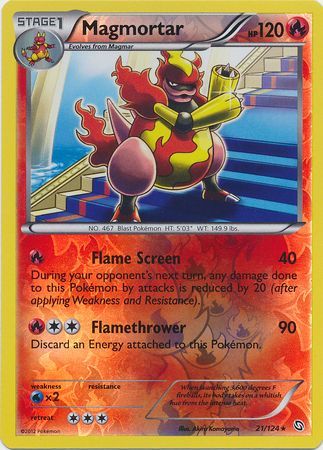 STAGE1
Magmortar
HP120
Evolves from Magmar
NO. 467 Blast Pokémon HT: 5'03" WT: 149.9 lbs.
Flame Screen 40
During your opponent's next turn, any damage done
to this Pokémon by attacks is reduced by 20 (after
applying Weakness and Resistance).
Flamethrower 90
Discard an Energy attached to this Pokémon.
weakness
resistance
×2
When launching 3,600 degrees F
fireballs, its body takes on a whitish
hue from the intense heat.
retreat
©2012 Pokémon
Illus. Akira Komayama
21/124★